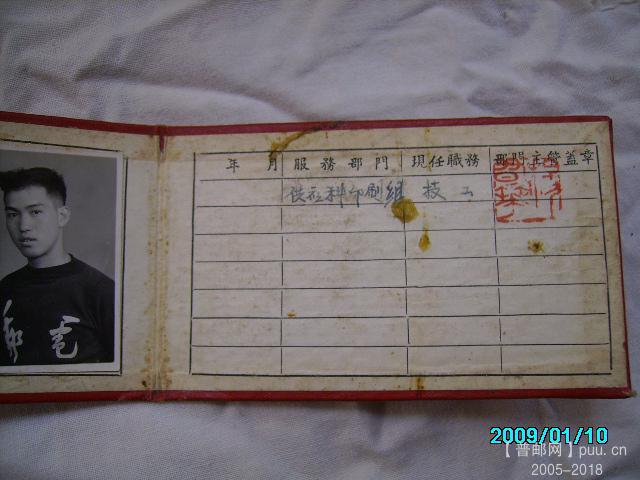 年 月 服務部門 現任職務 部門主管蓋章
供应科印刷組 技工
郵電
2009/01/10
【普邮网】puu.cn
2005-2018